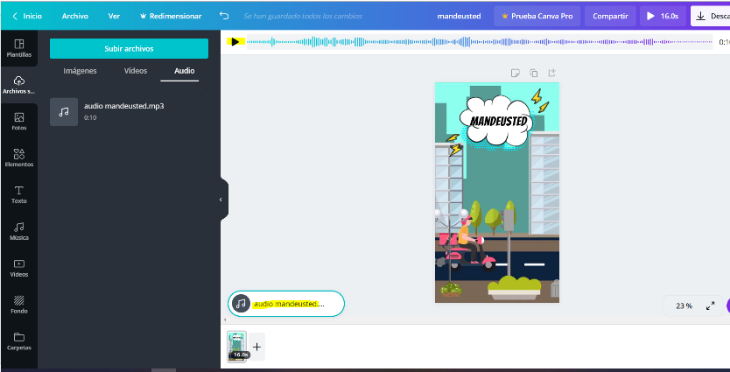 Inicio Archivo Ver Redimensionar Se han guardado todos los cambios mandeusted Prueba Canva Pro Compartir 16.0s Desca
Plantillas
Archivos s...
Fotos
Elementos
Texto
Música
Vídeos
Fondo
Carpetas
Subir archivos
Imágenes Vídeos Audio
audio mandeusted.mp3
0:10
0:1
MANDEUSTED
audio mandeusted....
23 %
16.0s